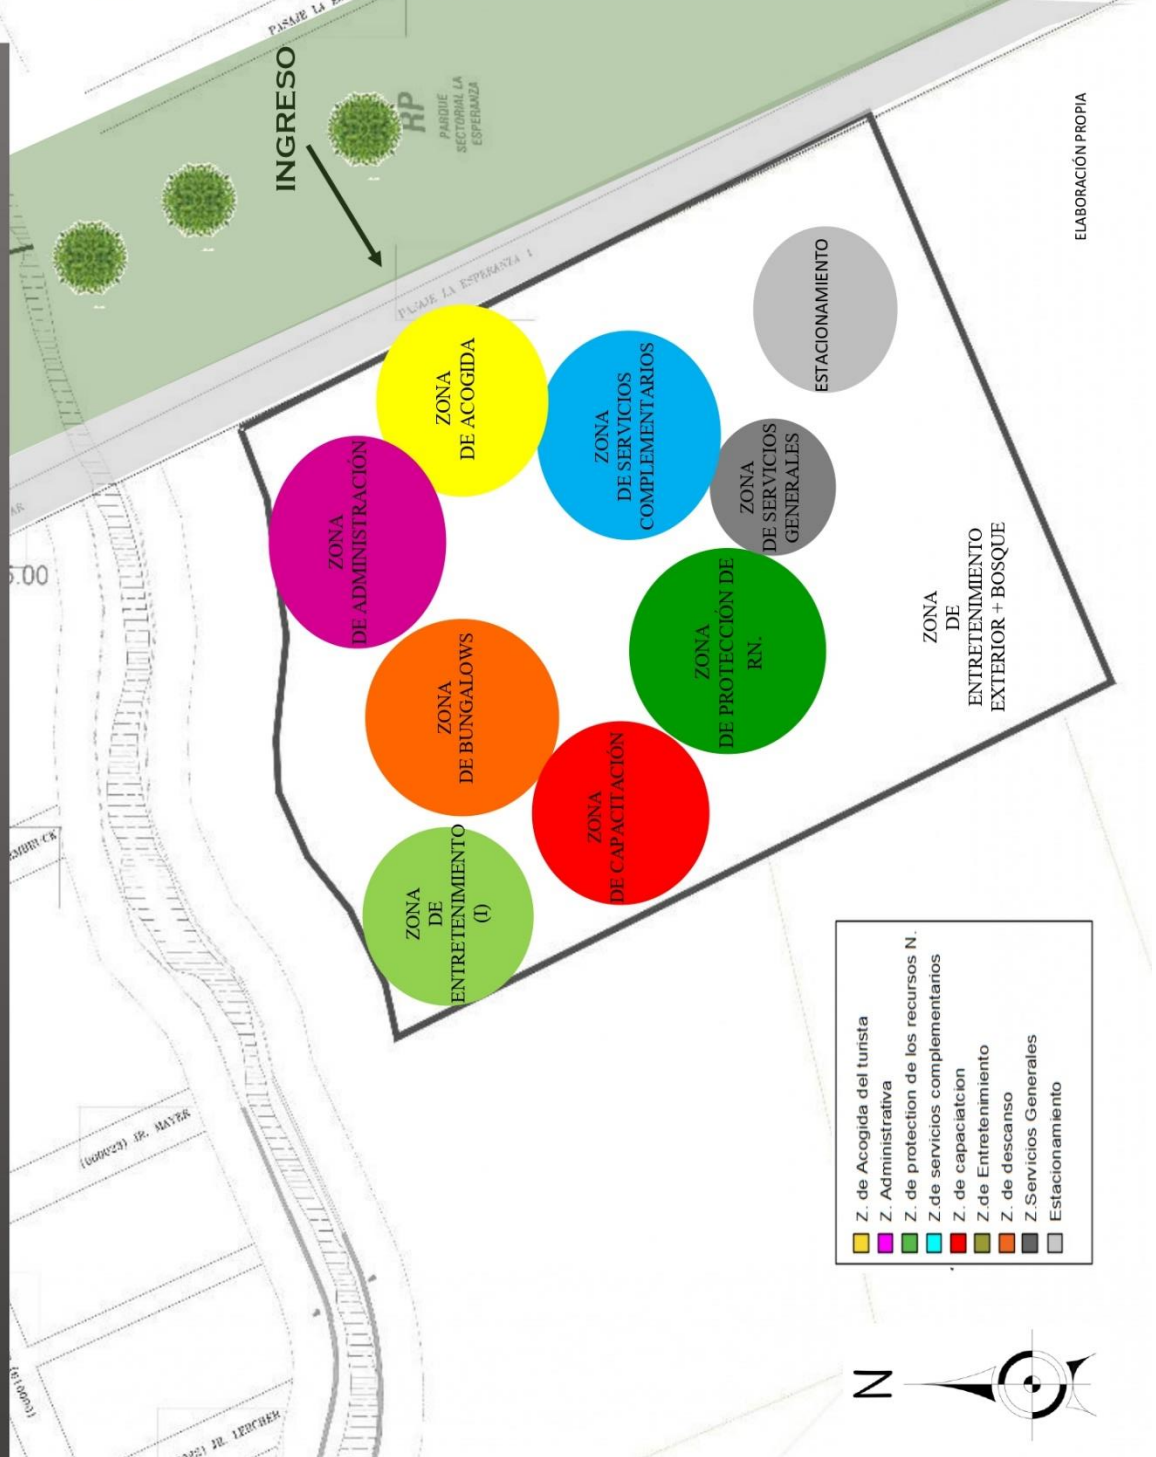 INGRESO
RP
PARQUE
SECTORIAL LA
ESPERANZA
PASAJE LA ESPERANZA 1
ZONA
DE ACOGIDA
ZONA
DE ADMINISTRACIÓN
ZONA
DE SERVICIOS
COMPLEMENTARIOS
ESTACIONAMIENTO
ZONA
DE SERVICIOS
GENERALES
ZONA
DE BUNGALOWS
ZONA
DE PROTECCIÓN DE
RN.
ZONA
DE CAPACITACIÓN
ZONA
DE
ENTRETENIMIENTO
(I)
ZONA
DE
ENTRETENIMIENTO
EXTERIOR + BOSQUE
ELABORACIÓN PROPIA
Z. de Acogida del turista
Z. Administrativa
Z. de protection de los recursos N.
Z.de servicios complementarios
Z. de capaciatcion
Z.de Entretenimiento
Z. de descanso
Z.Servicios Generales
Estacionamiento
N
(000023) JR. MAYER
JR. LERCHER